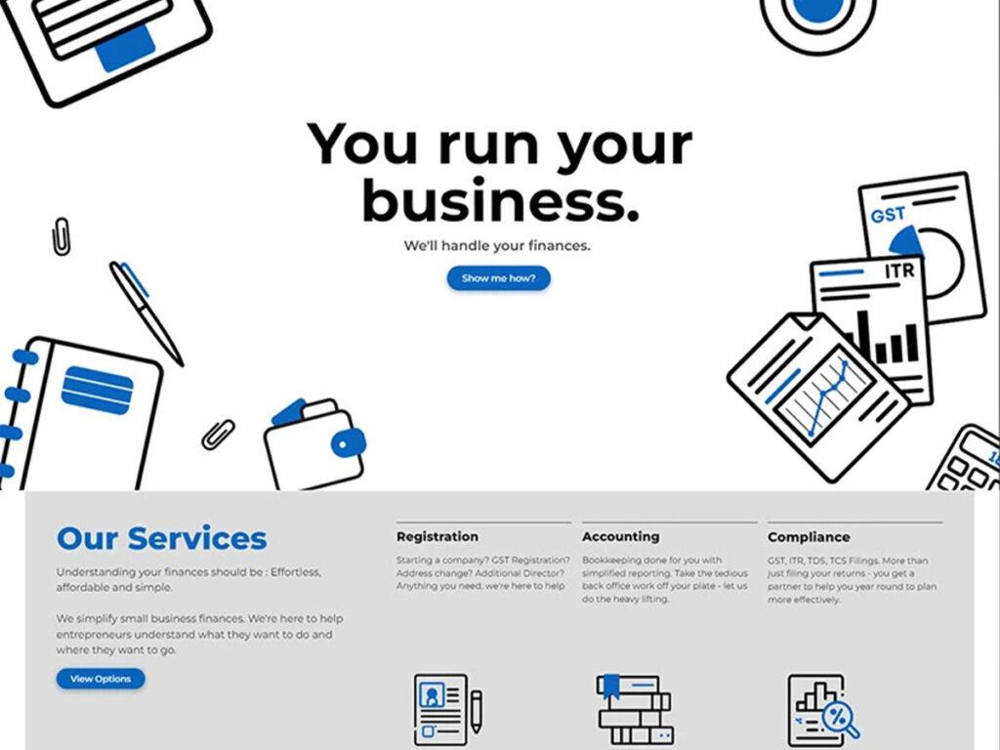 You run your
business.
We'll handle your finances.
Show me how?
GST
ITR
Our Services
Understanding your finances should be : Effortless,
affordable and simple.
We simplify small business finances. We're here to help
entrepreneurs understand what they want to do and
where they want to go.
View Options
Registration
Starting a company? GST Registration?
Address change? Additional Director?
Anything you need, we're here to help
Accounting
Bookkeeping done for you with
simplified reporting. Take the tedious
back office work off your plate - let us
do the heavy lifting.
Compliance
GST, ITR, TDS, TCS Filings. More than
just filing your returns - you get a
partner to help you year round to plan
more effectively.
%